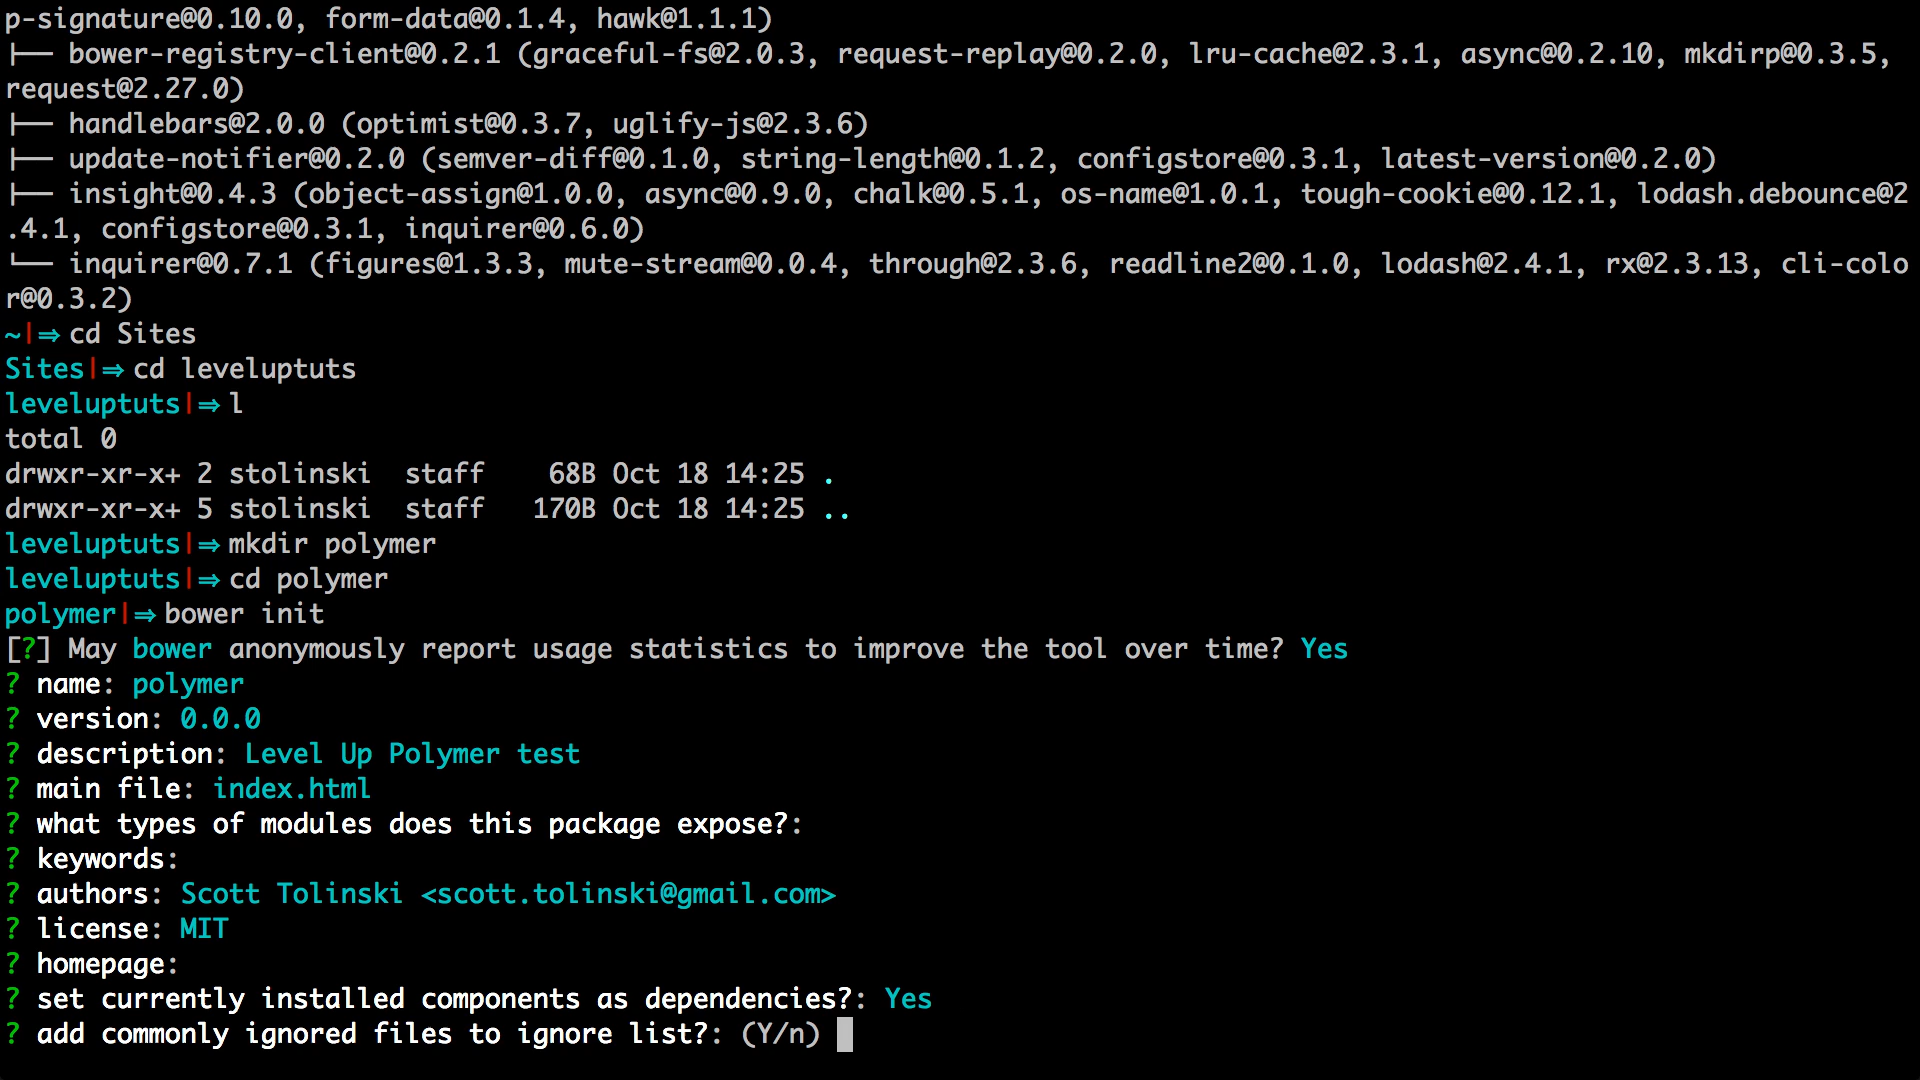 p-signature@0.10.0, form-data@0.1.4, hawk@1.1.1)
├── bower-registry-client@0.2.1 (graceful-fs@2.0.3, request-replay@0.2.0, lru-cache@2.3.1, async@0.2.10, mkdirp@0.3.5,
request@2.27.0)
├── handlebars@2.0.0 (optimist@0.3.7, uglify-js@2.3.6)
├── update-notifier@0.2.0 (semver-diff@0.1.0, string-length@0.1.2, configstore@0.3.1, latest-version@0.2.0)
├── insight@0.4.3 (object-assign@1.0.0, async@0.9.0, chalk@0.5.1, os-name@1.0.1, tough-cookie@0.12.1, lodash.debounce@2
.4.1, configstore@0.3.1, inquirer@0.6.0)
└── inquirer@0.7.1 (figures@1.3.3, mute-stream@0.0.4, through@2.3.6, readline2@0.1.0, lodash@2.4.1, rx@2.3.13, cli-colo
r@0.3.2)
~|⇒ cd Sites
Sites|⇒ cd leveluptuts
leveluptuts|⇒ l
total 0
drwxr-xr-x+ 2 stolinski  staff    68B Oct 18 14:25 .
drwxr-xr-x+ 5 stolinski  staff   170B Oct 18 14:25 ..
leveluptuts|⇒ mkdir polymer
leveluptuts|⇒ cd polymer
polymer|⇒ bower init
[?] May bower anonymously report usage statistics to improve the tool over time? Yes
? name: polymer
? version: 0.0.0
? description: Level Up Polymer test
? main file: index.html
? what types of modules does this package expose?:
? keywords:
? authors: Scott Tolinski <scott.tolinski@gmail.com>
? license: MIT
? homepage:
? set currently installed components as dependencies?: Yes
? add commonly ignored files to ignore list?: (Y/n)